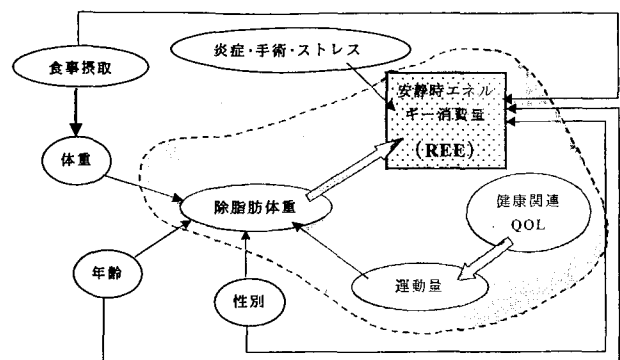 炎症・手術・ストレス
食事摂取
安静時エネル
ギー消費量
(REE)
体重
除脂肪体重
健康関連
QOL
年齢
性別
運動量